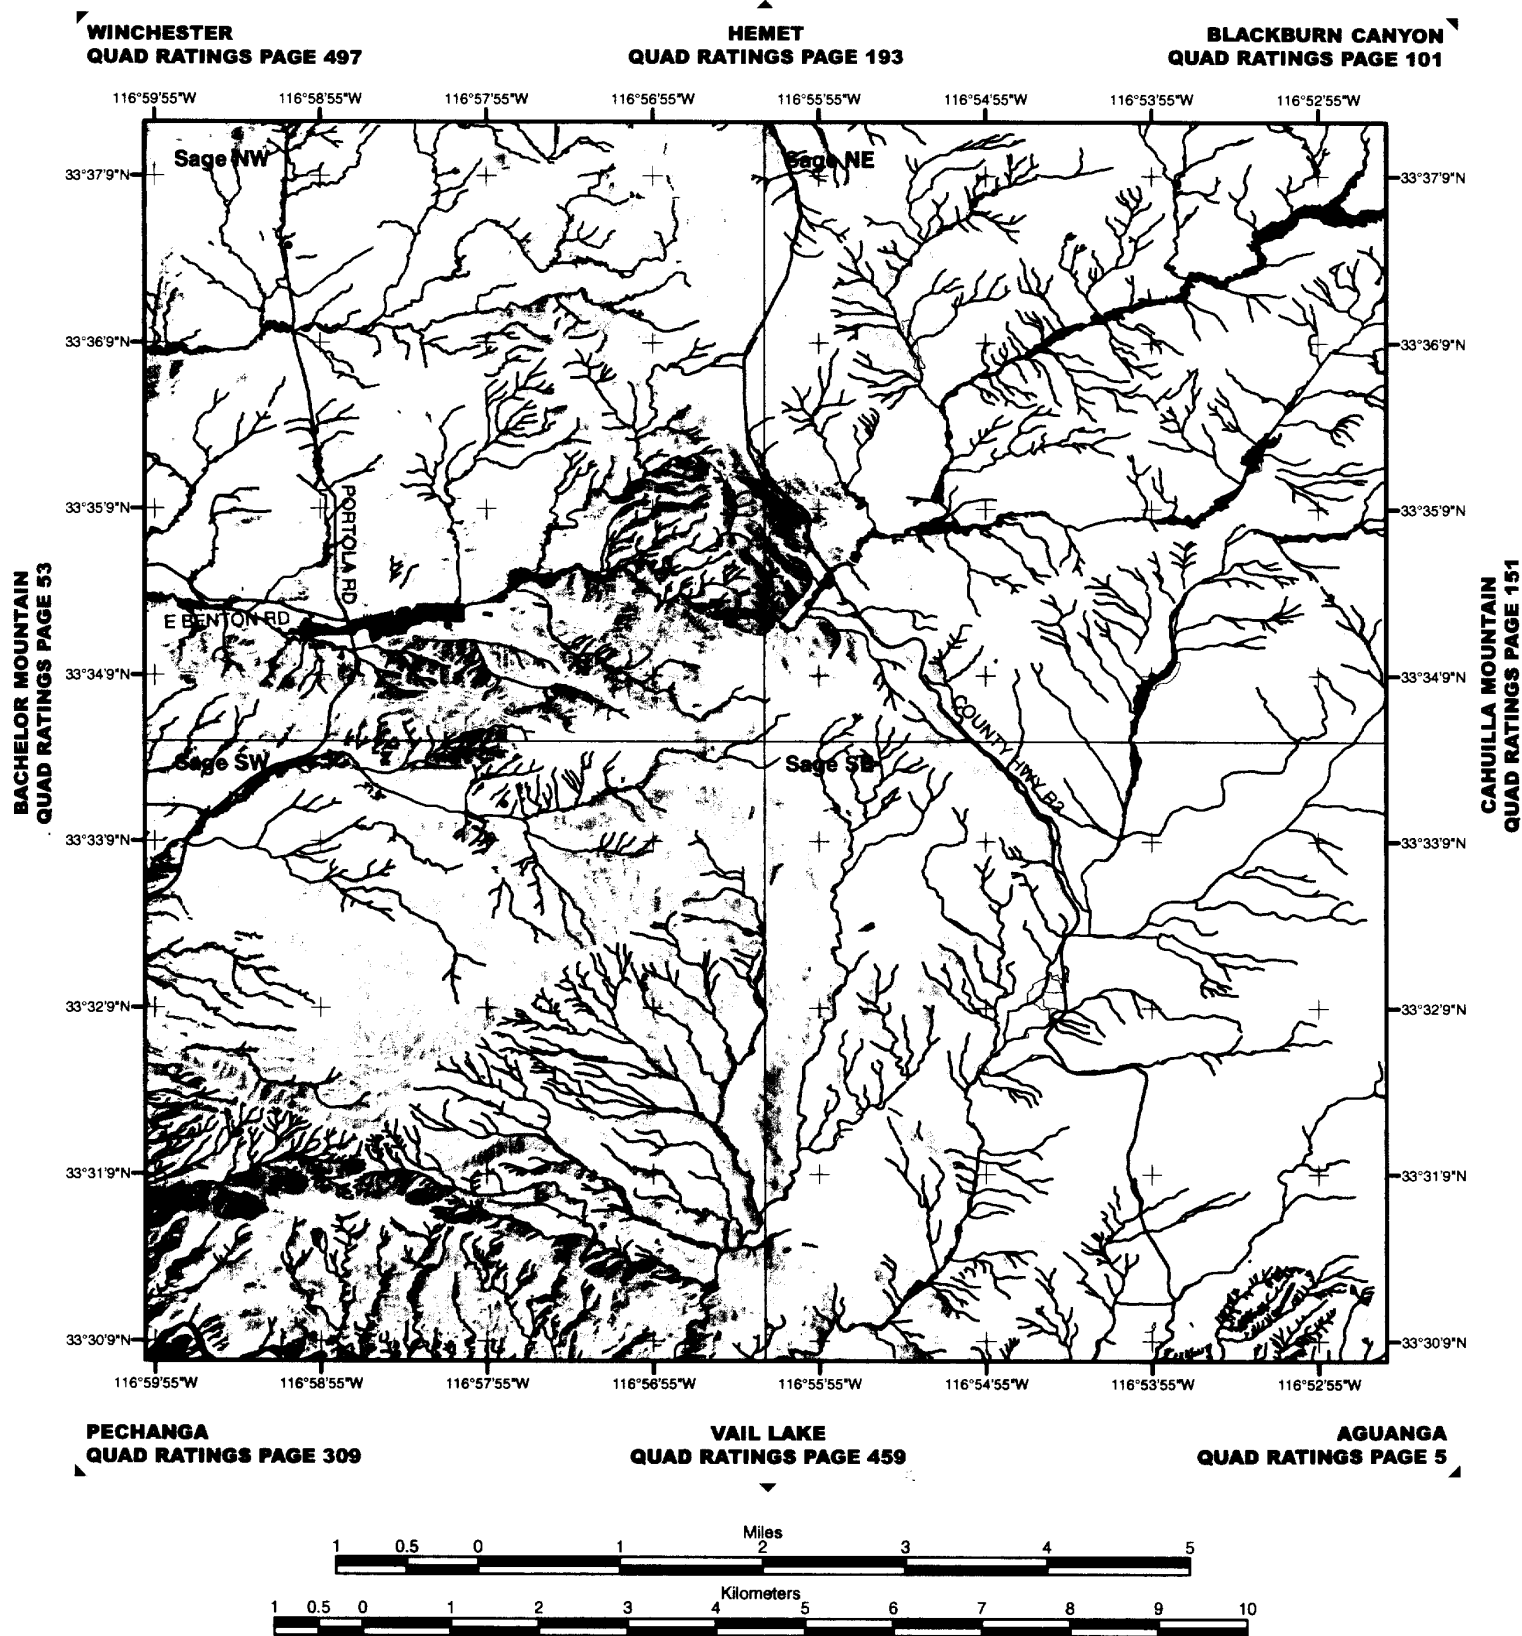 WINCHESTER
QUAD RATINGS PAGE 497
HEMET
QUAD RATINGS PAGE 193
BLACKBURN CANYON
QUAD RATINGS PAGE 101
116°59'55"W 116°58'55"W 116°57'55"W 116°56'55"W 116°55'55"W 116°54'55"W 116°53'55"W 116°52'55"W
Sage NW
Sage NE
33°37'9"N
33°37'9"N
33°36'9"N
33°36'9"N
33°35'9"N
33°35'9"N
PORTOLA RD
E BENTON RD
BACHELOR MOUNTAIN
QUAD RATINGS PAGE 53
CAHUILLA MOUNTAIN
QUAD RATINGS PAGE 151
33°34'9"N
33°34'9"N
COUNTY HWY R3
Sage SW
Sage SE
33°33'9"N
33°33'9"N
33°32'9"N
33°32'9"N
33°31'9"N
33°31'9"N
33°30'9"N
33°30'9"N
116°59'55"W 116°58'55"W 116°57'55"W 116°56'55"W 116°55'55"W 116°54'55"W 116°53'55"W 116°52'55"W
PECHANGA
QUAD RATINGS PAGE 309
VAIL LAKE
QUAD RATINGS PAGE 459
AGUANGA
QUAD RATINGS PAGE 5
Miles
1 0.5 0 1 2 3 4 5
Kilometers
1 0.5 0 1 2 3 4 5 6 7 8 9 10